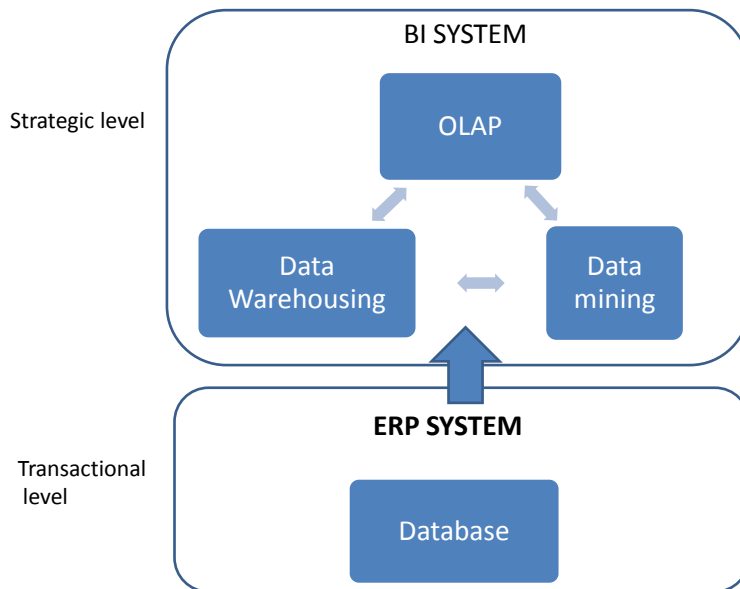 BI SYSTEM
Strategic level
OLAP
Data
Warehousing
Data
mining
ERP SYSTEM
Transactional
level
Database